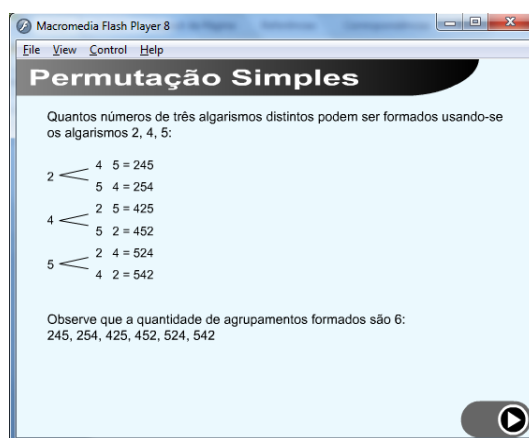 Macromedia Flash Player 8
File View Control Help
Permutação Simples
Quantos números de três algarismos distintos podem ser formados usando-se
os algarismos 2, 4, 5:
4 5 = 245
2
5 4 = 254
2 5 = 425
4
5 2 = 452
2 4 = 524
5
4 2 = 542
Observe que a quantidade de agrupamentos formados são 6:
245, 254, 425, 452, 524, 542